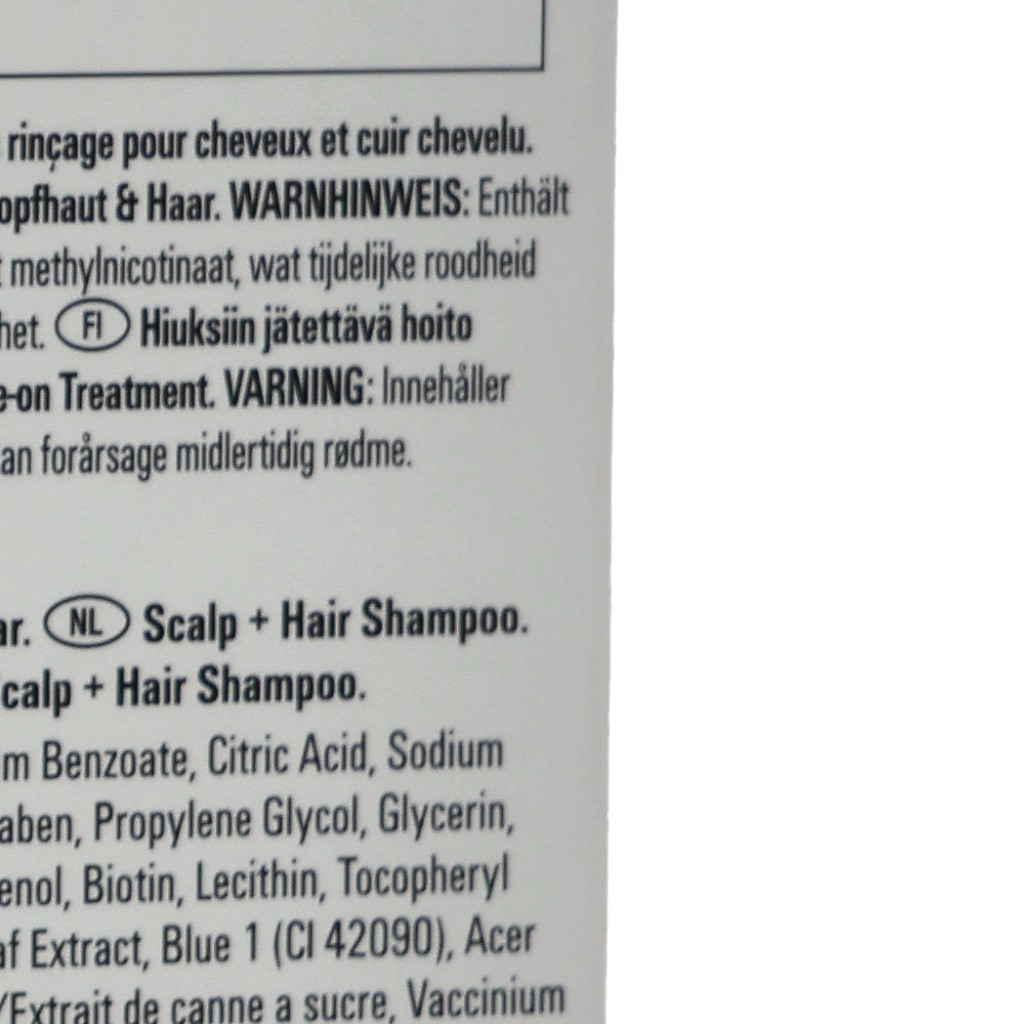 rinçage pour cheveux et cuir chevelu.
opfhaut & Haar. WARNHINWEIS: Enthält
methylnicotinaat, wat tijdelijke roodheid
het. FI Hiuksiin jätettävä hoito
e-on Treatment. VARNING: Innehåller
an forårsage midlertidig rødme.
ar. NL Scalp + Hair Shampoo.
calp + Hair Shampoo.
m Benzoate, Citric Acid, Sodium
aben, Propylene Glycol, Glycerin,
enol, Biotin, Lecithin, Tocopheryl
af Extract, Blue 1 (CI 42090), Acer
/Extrait de canne a sucre, Vaccinium